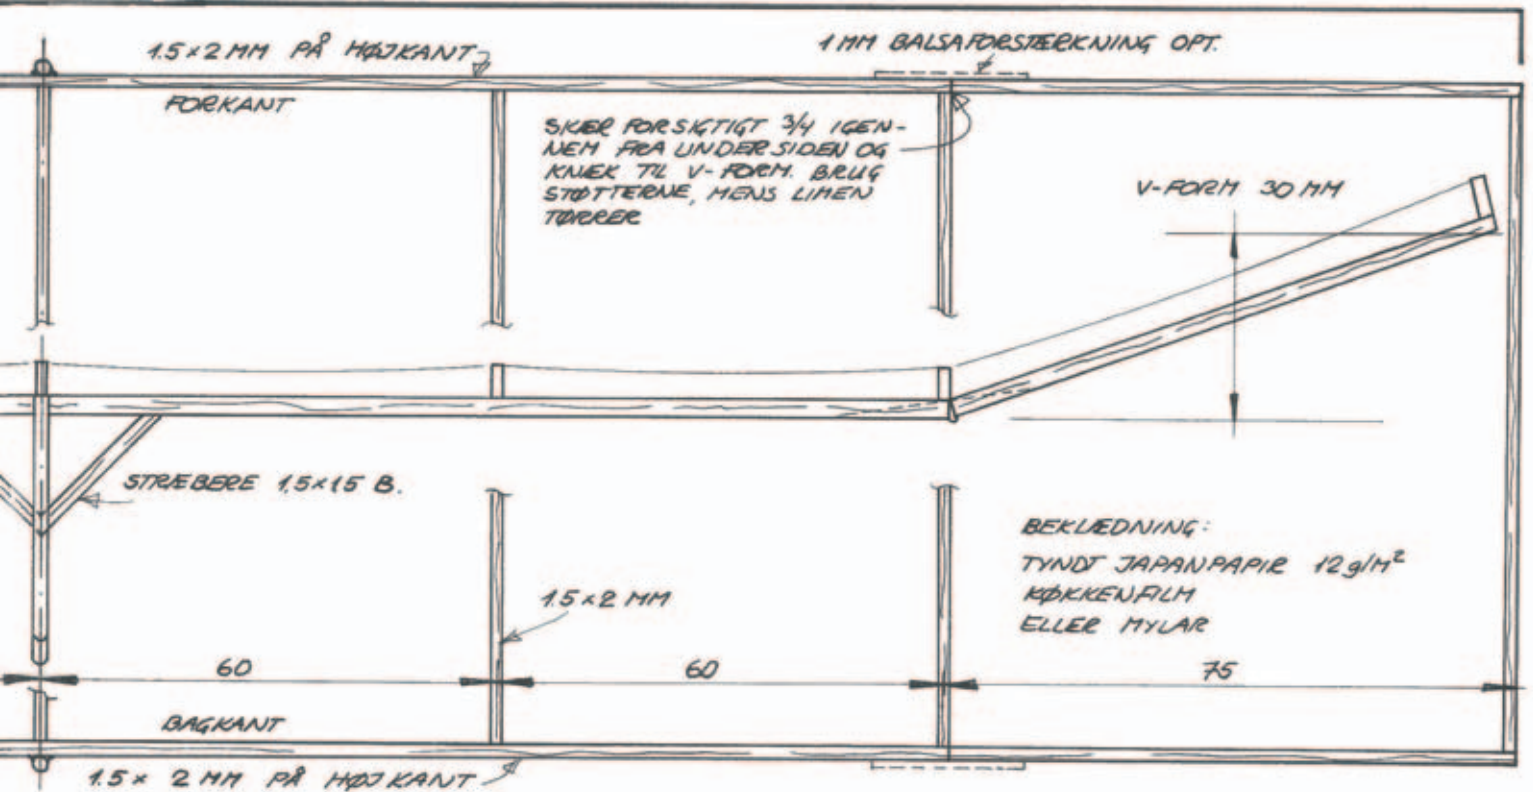 1.5×2 MM PÅ HØJKANT
1 MM BALSAFORSTÆRKNING OPT.
FORKANT
SKÆR FORSIGTIGT 3/4 IGEN-
NEM FRA UNDERSIDEN OG
KNÆK TIL V-FORM. BRUG
STØTTERNE, MENS LIMEN
TØRRER
V-FORM 30 MM
STRÆBERE 1.5×15 B.
BEKLÆDNING:
TYNDT JAPANPAPIR 12 g/M²
KØKKENFILM
ELLER MYLAR
1.5×2 MM
60
60
75
BAGKANT
1.5× 2 MM PÅ HØJKANT